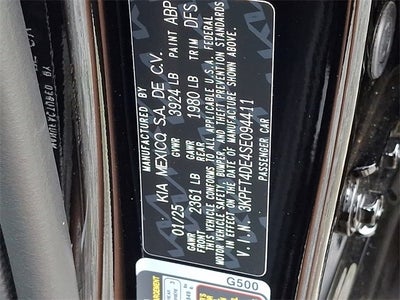 MANUFACTURED BY
KIA MEXICO, S.A. DE C.V.
01/25 GVWR 3924 LB PAINT ABP
GAWR FRONT 2361 LB GAWR REAR 1980 LB TRIM DFS
THIS VEHICLE CONFORMS TO ALL APPLICABLE U.S.A. FEDERAL
MOTOR VEHICLE SAFETY, BUMPER, AND THEFT PREVENTION STANDARDS
IN EFFECT ON THE DATE OF MANUFACTURE SHOWN ABOVE.
V.I.N. 3KPFT4DE4SE094411
PASSENGER CAR
G500